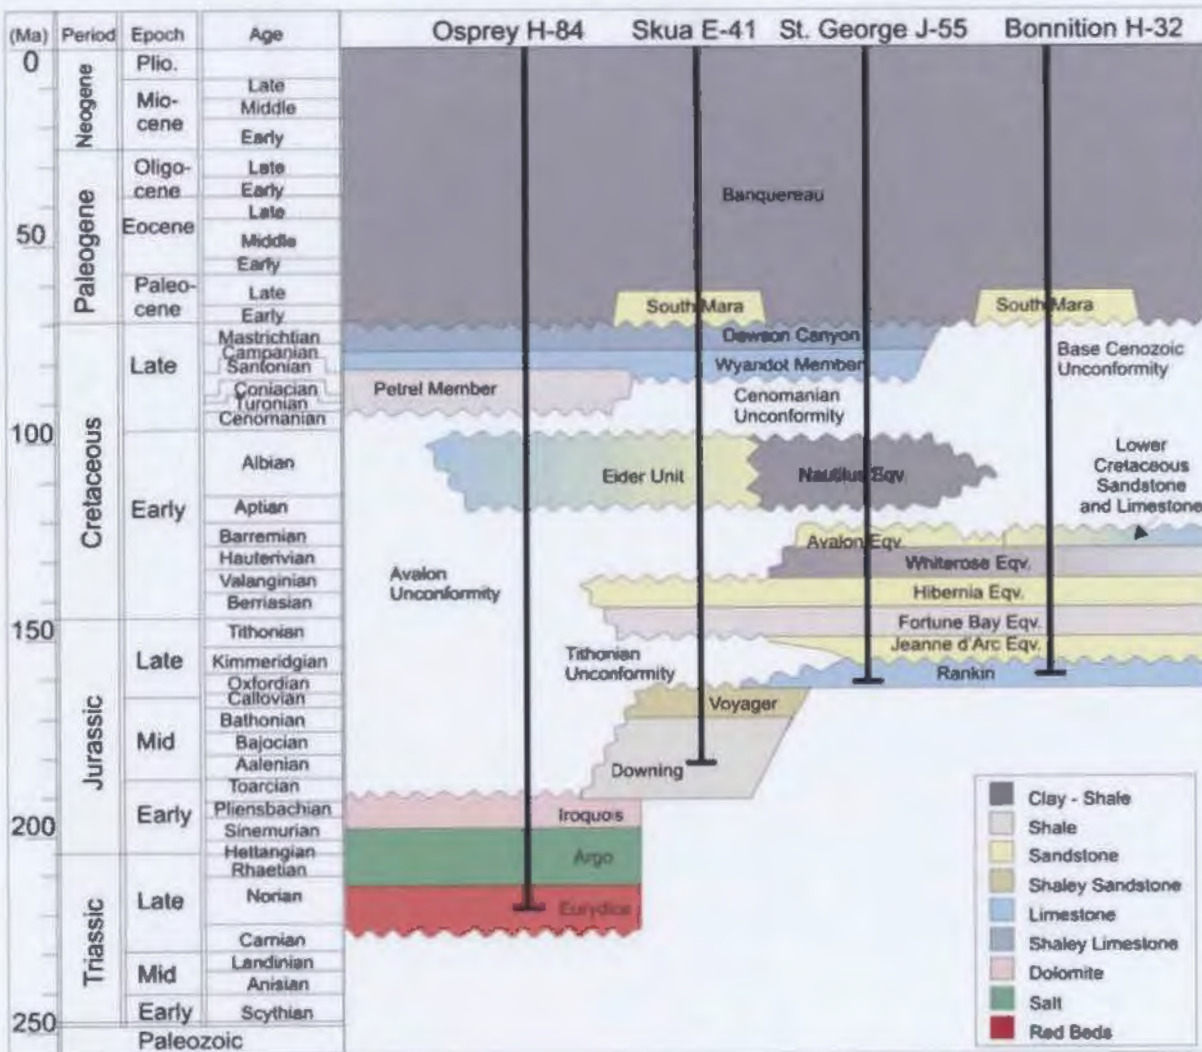 (Ma) Period Epoch Age Osprey H-84 Skua E-41 St. George J-55 Bonnition H-32
0
50
100
150
200
250
Neogene
Paleogene
Cretaceous
Jurassic
Triassic
Plio.
Mio-
cene
Oligo-
cene
Eocene
Paleo-
cene
Late
Early
Late
Mid
Early
Late
Mid
Early
Paleozoic
Late
Middle
Early
Late
Early
Late
Middle
Early
Late
Early
Mastrichtian
Campanian
Santonian
Coniacian
Turonian
Cenomanian
Albian
Aptian
Barremian
Hauterivian
Valanginian
Berriasian
Tithonian
Kimmeridgian
Oxfordian
Callovian
Bathonian
Bajocian
Aalenian
Toarcian
Pliensbachian
Sinemurian
Hettangian
Rhaetian
Norian
Carnian
Landinian
Anisian
Scythian
Banquereau
South Mara
South Mara
Dawson Canyon
Wyandot Member
Base Cenozoic
Unconformity
Petrel Member
Cenomanian
Unconformity
Eider Unit
Nautilus Eqv
Lower
Cretaceous
Sandstone
and Limestone
Avalon Eqv.
Whiterose Eqv.
Avalon
Unconformity
Hibernia Eqv.
Fortune Bay Eqv.
Jeanne d'Arc Eqv.
Tithonian
Unconformity
Rankin
Voyager
Downing
Iroquois
Argo
Eurydice
Clay - Shale
Shale
Sandstone
Shaley Sandstone
Limestone
Shaley Limestone
Dolomite
Salt
Red Beds